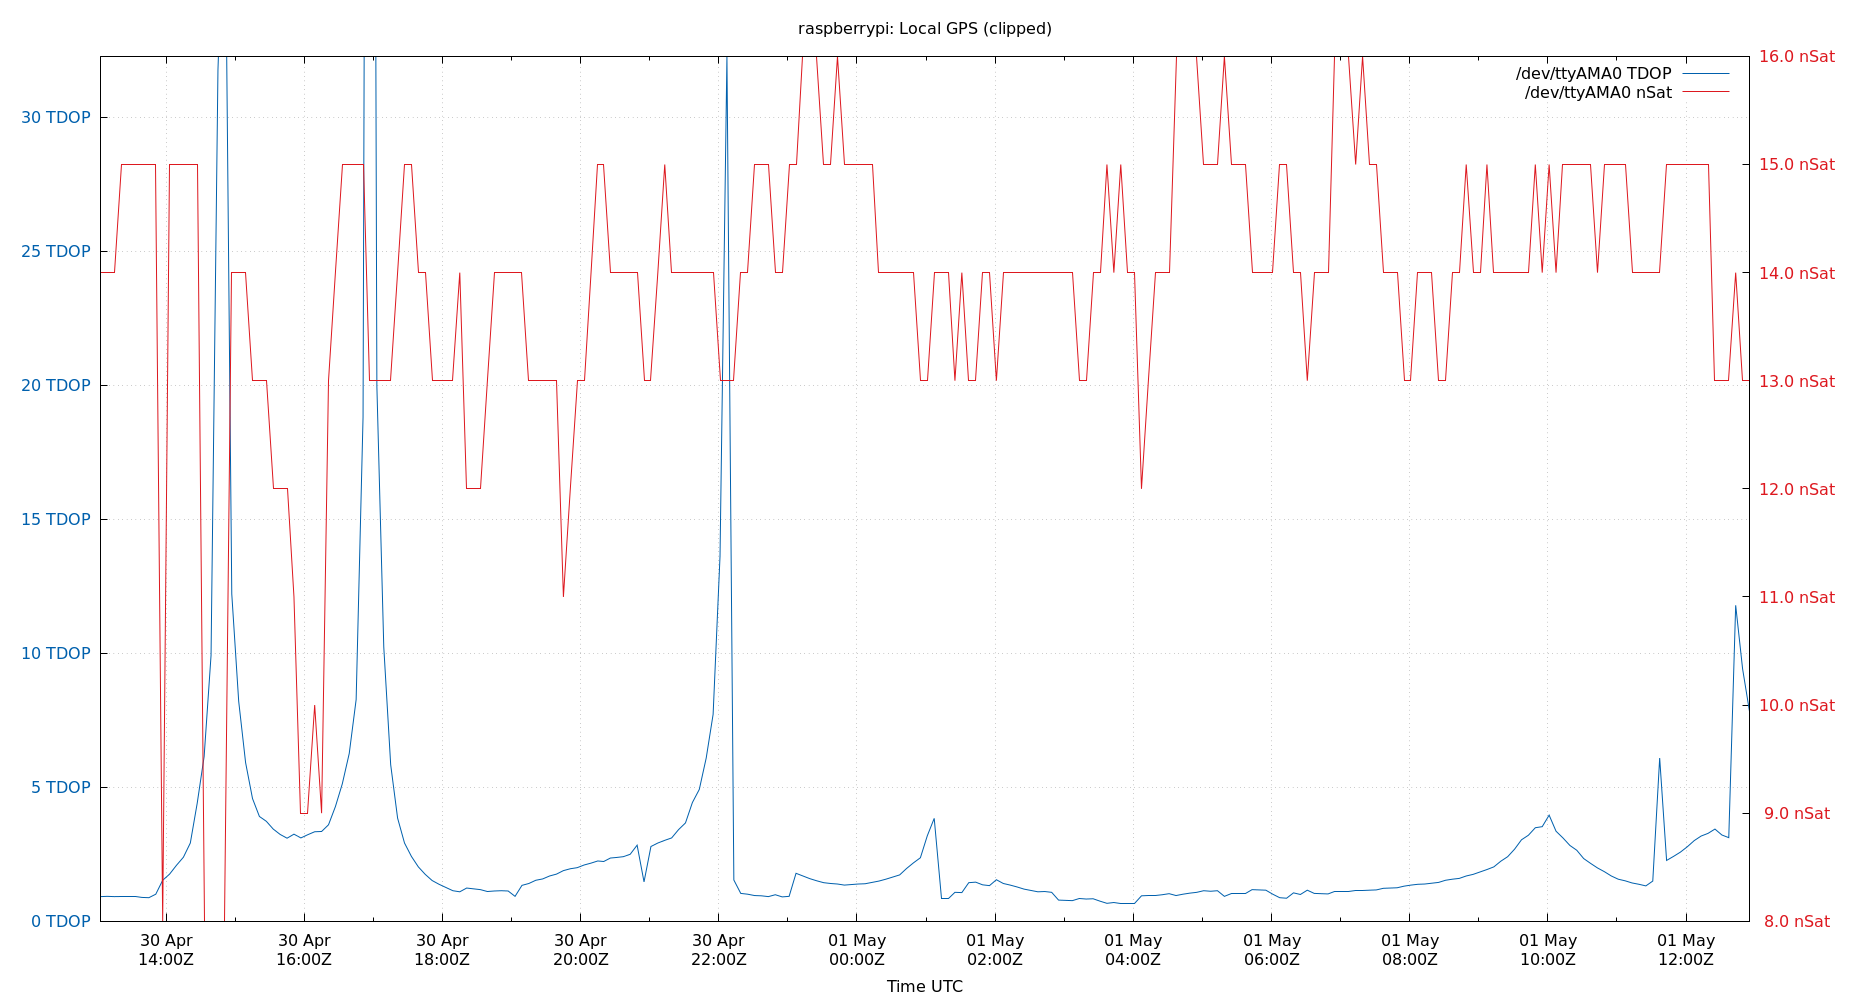 raspberrypi: Local GPS (clipped)
/dev/ttyAMA0 TDOP
/dev/ttyAMA0 nSat
30 TDOP
25 TDOP
20 TDOP
15 TDOP
10 TDOP
5 TDOP
0 TDOP
16.0 nSat
15.0 nSat
14.0 nSat
13.0 nSat
12.0 nSat
11.0 nSat
10.0 nSat
9.0 nSat
8.0 nSat
30 Apr
14:00Z
30 Apr
16:00Z
30 Apr
18:00Z
30 Apr
20:00Z
30 Apr
22:00Z
01 May
00:00Z
01 May
02:00Z
01 May
04:00Z
01 May
06:00Z
01 May
08:00Z
01 May
10:00Z
01 May
12:00Z
Time UTC